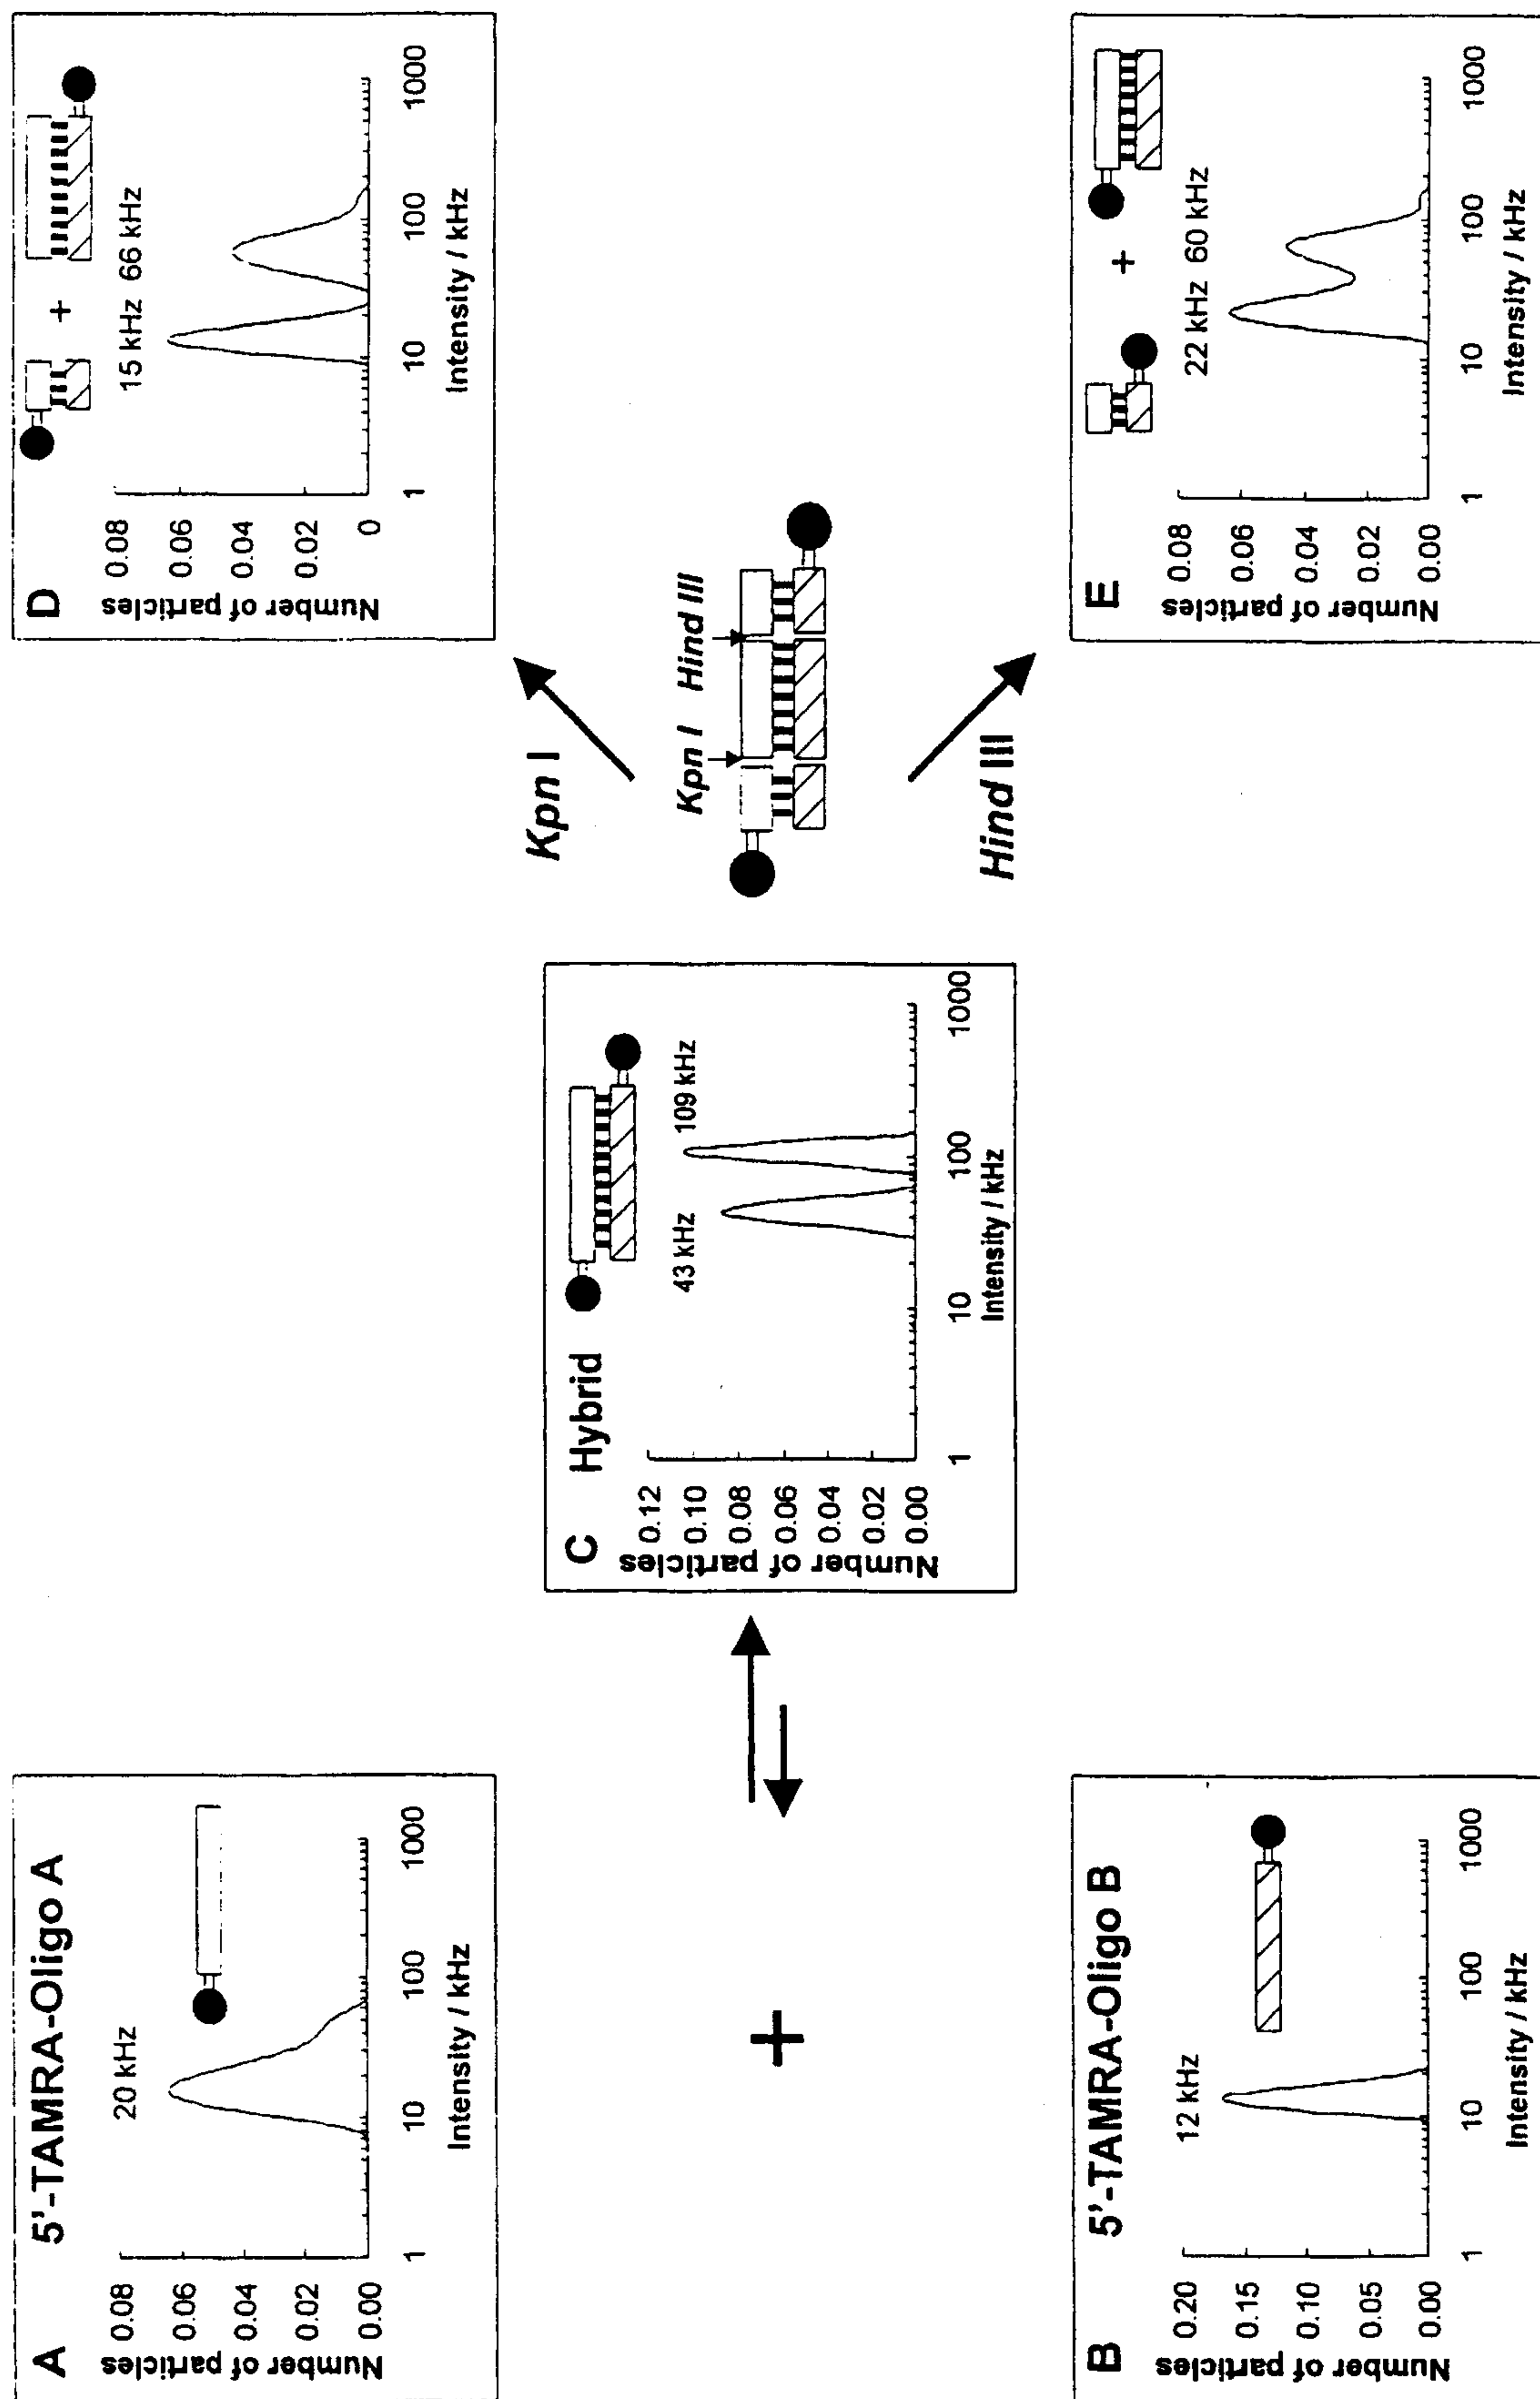 A 5'-TAMRA-Oligo A
20 kHz
Number of particles
0.08
0.06
0.04
0.02
0.00
1 10 100 1000
Intensity / kHz
+
B 5'-TAMRA-Oligo B
12 kHz
Number of particles
0.20
0.15
0.10
0.05
0.00
1 10 100 1000
Intensity / kHz
C Hybrid
43 kHz 109 kHz
Number of particles
0.12
0.10
0.08
0.06
0.04
0.02
0.00
1 10 100 1000
Intensity / kHz
Kpn I
Kpn I Hind III
Hind III
D
+
15 kHz 66 kHz
Number of particles
0.08
0.06
0.04
0.02
0
1 10 100 1000
Intensity / kHz
E
+
22 kHz 60 kHz
Number of particles
0.08
0.06
0.04
0.02
0.00
1 10 100 1000
Intensity / kHz